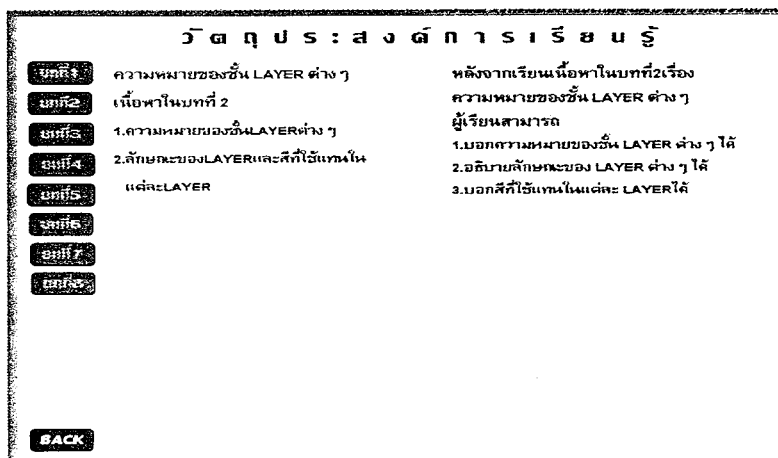 วัตถุประสงค์การเรียนรู้
บทที่1
บทที่2
บทที่3
บทที่4
บทที่5
บทที่6
บทที่7
บทที่8
BACK
ความหมายของชั้น LAYER ต่าง ๆ
เนื้อหาในบทที่ 2
1.ความหมายของชั้นLAYERต่าง ๆ
2.ลักษณะของLAYERและสีที่ใช้แทนใน
แต่ละLAYER
หลังจากเรียนเนื้อหาในบทที่2เรื่อง
ความหมายของชั้น LAYER ต่าง ๆ
ผู้เรียนสามารถ
1.บอกความหมายของชั้น LAYER ต่าง ๆ ได้
2.อธิบายลักษณะของ LAYER ต่าง ๆ ได้
3.บอกสีที่ใช้แทนในแต่ละ LAYERได้